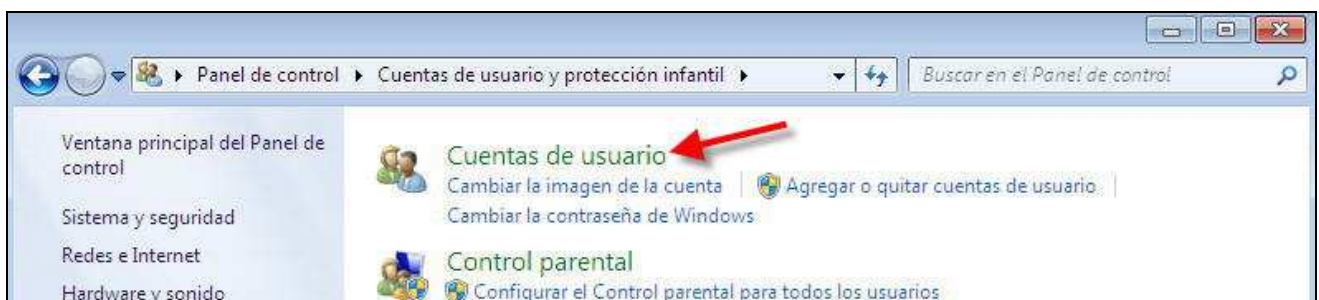 Panel de control Cuentas de usuario y protección infantil Buscar en el Panel de control
Ventana principal del Panel de
control
Sistema y seguridad
Redes e Internet
Hardware y sonido
Cuentas de usuario
Cambiar la imagen de la cuenta Agregar o quitar cuentas de usuario
Cambiar la contraseña de Windows
Control parental
Configurar el Control parental para todos los usuarios